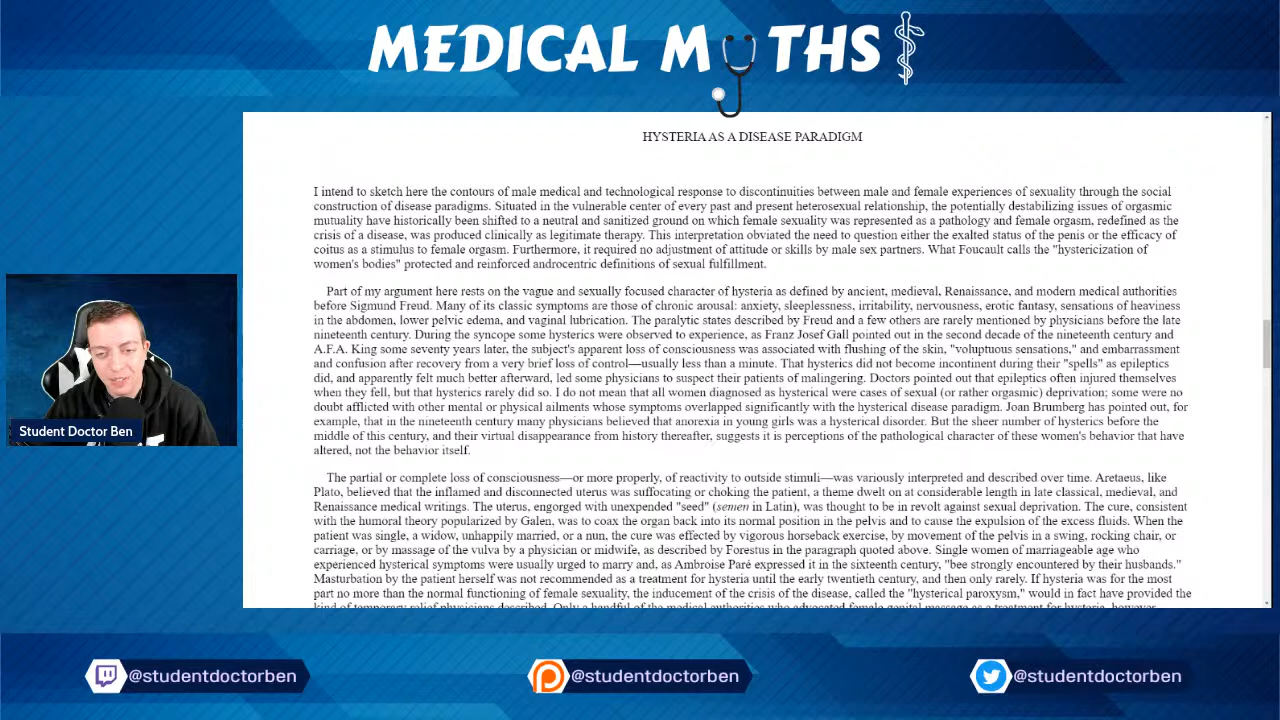 MEDICAL MYTHS
HYSTERIA AS A DISEASE PARADIGM
I intend to sketch here the contours of male medical and technological response to discontinuities between male and female experiences of sexuality through the social
construction of disease paradigms. Situated in the vulnerable center of every past and present heterosexual relationship, the potentially destabilizing issues of orgasmic
mutuality have historically been shifted to a neutral and sanitized ground on which female sexuality was represented as a pathology and female orgasm, redefined as the
crisis of a disease, was produced clinically as legitimate therapy. This interpretation obviated the need to question either the exalted status of the penis or the efficacy of
coitus as a stimulus to female orgasm. Furthermore, it required no adjustment of attitude or skills by male sex partners. What Foucault calls the "hystericization of
women's bodies" protected and reinforced androcentric definitions of sexual fulfillment.
Part of my argument here rests on the vague and sexually focused character of hysteria as defined by ancient, medieval, Renaissance, and modern medical authorities
before Sigmund Freud. Many of its classic symptoms are those of chronic arousal: anxiety, sleeplessness, irritability, nervousness, erotic fantasy, sensations of heaviness
in the abdomen, lower pelvic edema, and vaginal lubrication. The paralytic states described by Freud and a few others are rarely mentioned by physicians before the late
nineteenth century. During the syncope some hysterics were observed to experience, as Franz Josef Gall pointed out in the second decade of the nineteenth century and
A.F.A. King some seventy years later, the subject's apparent loss of consciousness was associated with flushing of the skin, "voluptuous sensations," and embarrassment
and confusion after recovery from a very brief loss of control—usually less than a minute. That hysterics did not become incontinent during their "spells" as epileptics
did, and apparently felt much better afterward, led some physicians to suspect their patients of malingering. Doctors pointed out that epileptics often injured themselves
when they fell, but that hysterics rarely did so. I do not mean that all women diagnosed as hysterical were cases of sexual (or rather orgasmic) deprivation; some were no
doubt afflicted with other mental or physical ailments whose symptoms overlapped significantly with the hysterical disease paradigm. Joan Brumberg has pointed out, for
example, that in the nineteenth century many physicians believed that anorexia in young girls was a hysterical disorder. But the sheer number of hysterics before the
middle of this century, and their virtual disappearance from history thereafter, suggests it is perceptions of the pathological character of these women's behavior that have
altered, not the behavior itself.
The partial or complete loss of consciousness—or more properly, of reactivity to outside stimuli—was variously interpreted and described over time. Aretaeus, like
Plato, believed that the inflamed and disconnected uterus was suffocating or choking the patient, a theme dwelt on at considerable length in late classical, medieval, and
Renaissance medical writings. The uterus, engorged with unexpended "seed" (semen in Latin), was thought to be in revolt against sexual deprivation. The cure, consistent
with the humoral theory popularized by Galen, was to coax the organ back into its normal position in the pelvis and to cause the expulsion of the excess fluids. When the
patient was single, a widow, unhappily married, or a nun, the cure was effected by vigorous horseback exercise, by movement of the pelvis in a swing, rocking chair, or
carriage, or by massage of the vulva by a physician or midwife, as described by Forestus in the paragraph quoted above. Single women of marriageable age who
experienced hysterical symptoms were usually urged to marry and, as Ambroise Paré expressed it in the sixteenth century, "bee strongly encountered by their husbands."
Masturbation by the patient herself was not recommended as a treatment for hysteria until the early twentieth century, and then only rarely. If hysteria was for the most
part no more than the normal functioning of female sexuality, the inducement of the crisis of the disease, called the "hysterical paroxysm," would in fact have provided the
kind of temporary relief physicians described. Only a handful of the medical authorities who advocated female genital massage as a treatment for hysteria, however,
Student Doctor Ben
@studentdoctorben
@studentdoctorben
@studentdoctorben